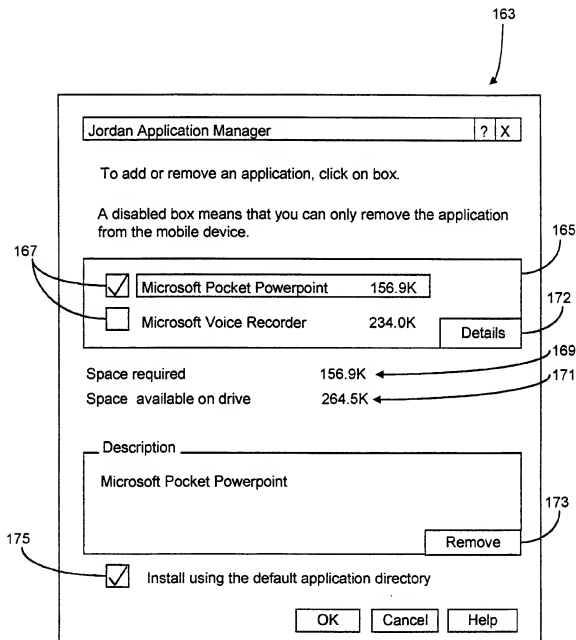 163
Jordan Application Manager ? X
To add or remove an application, click on box.
A disabled box means that you can only remove the application
from the mobile device.
167
165
Microsoft Pocket Powerpoint 156.9K
172
Microsoft Voice Recorder 234.0K
Details
169
Space required 156.9K
171
Space available on drive 264.5K
Description
Microsoft Pocket Powerpoint
173
Remove
175
Install using the default application directory
OK Cancel Help